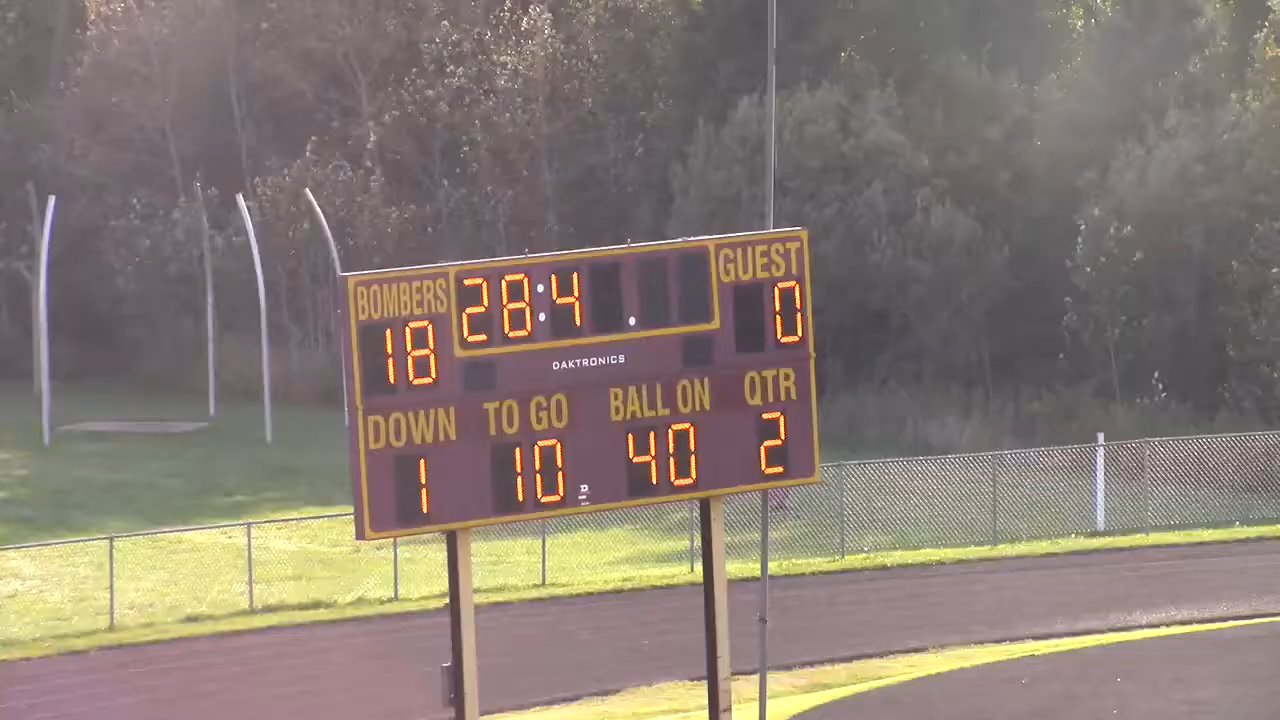 BOMBERS 28:4 . GUEST
18 0
DAKTRONICS
DOWN TO GO BALL ON QTR
1 10 40 2